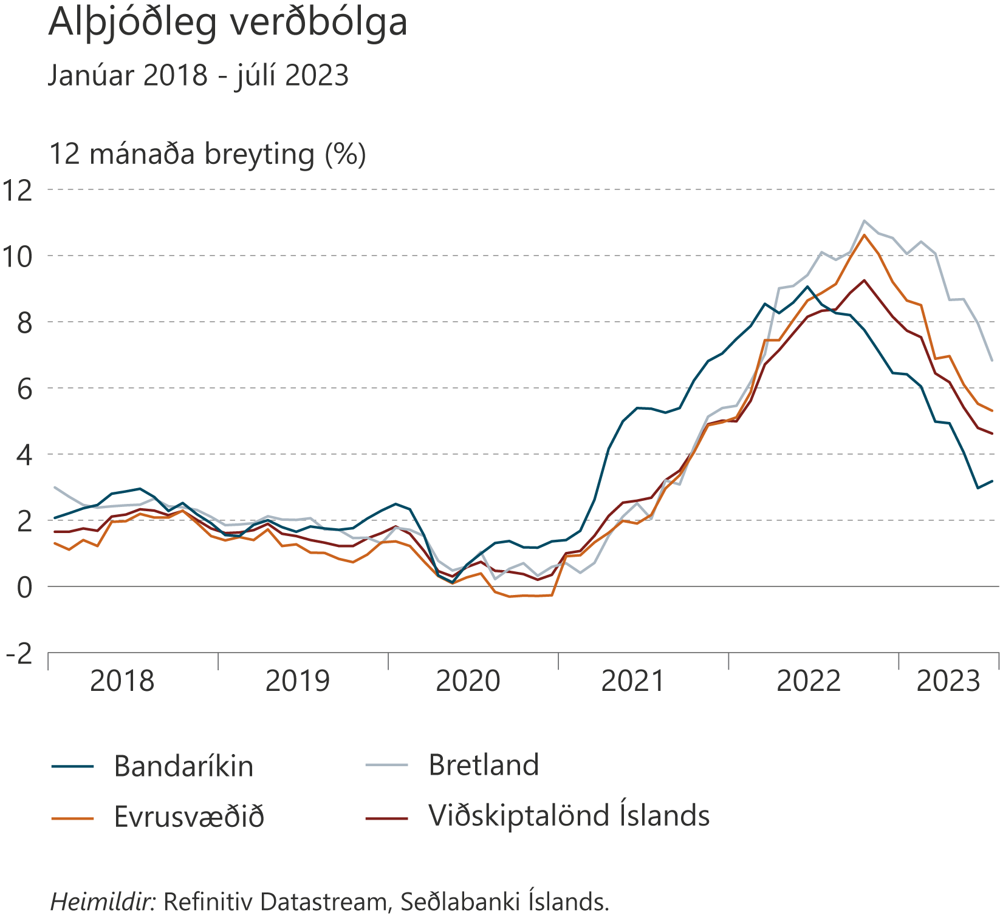 Alþjóðleg verðbólga
Janúar 2018 - júlí 2023
12 mánaða breyting (%)
12
10
8
6
4
2
0
-2
2018 2019 2020 2021 2022 2023
Bandaríkin Bretland
Evrusvæðið Viðskiptalönd Íslands
Heimildir: Refinitiv Datastream, Seðlabanki Íslands.